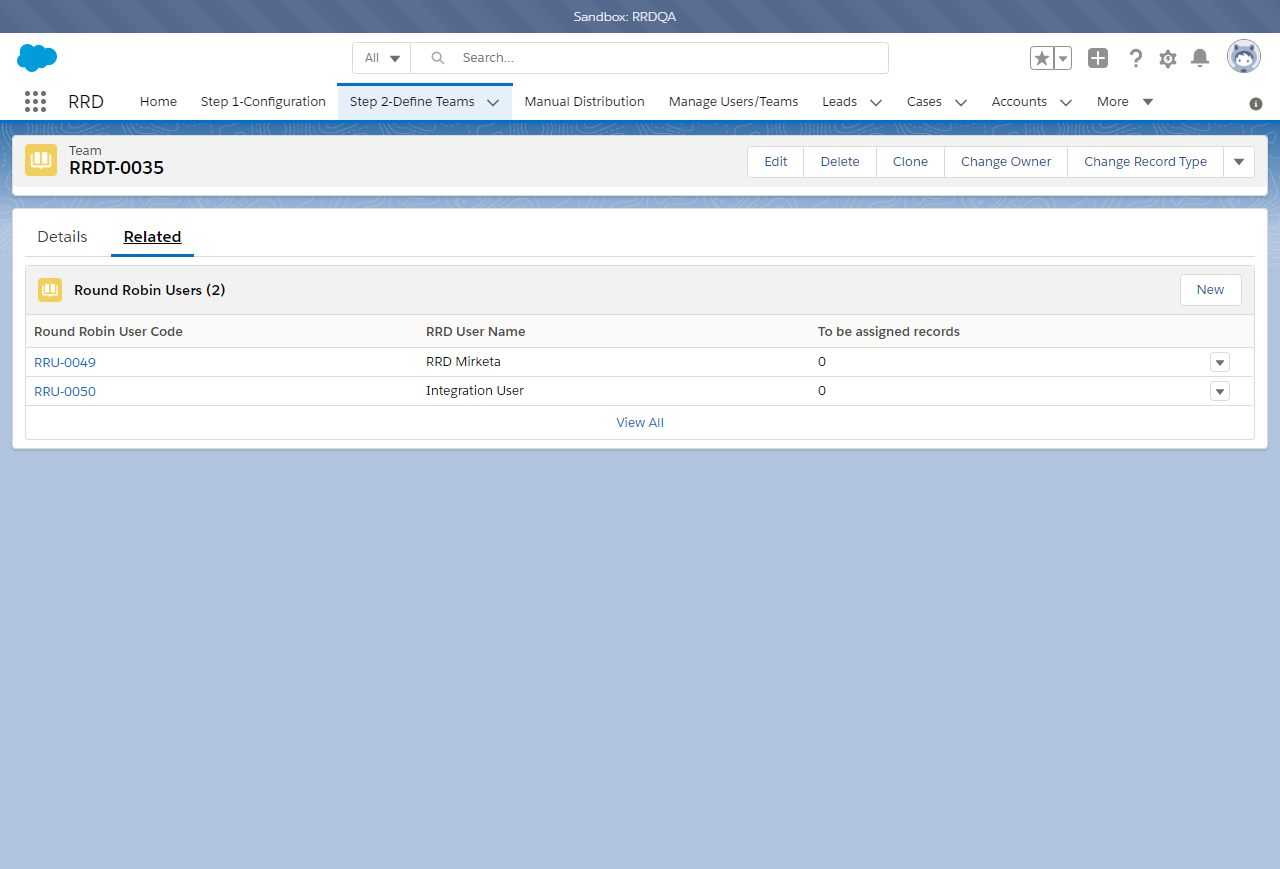 Sandbox: RRDQA
All Search...
RRD Home Step 1-Configuration Step 2-Define Teams Manual Distribution Manage Users/Teams Leads Cases Accounts More
Team
RRDT-0035
Edit Delete Clone Change Owner Change Record Type
Details Related
Round Robin Users (2) New
Round Robin User Code RRD User Name To be assigned records
RRU-0049 RRD Mirketa 0
RRU-0050 Integration User 0
View All